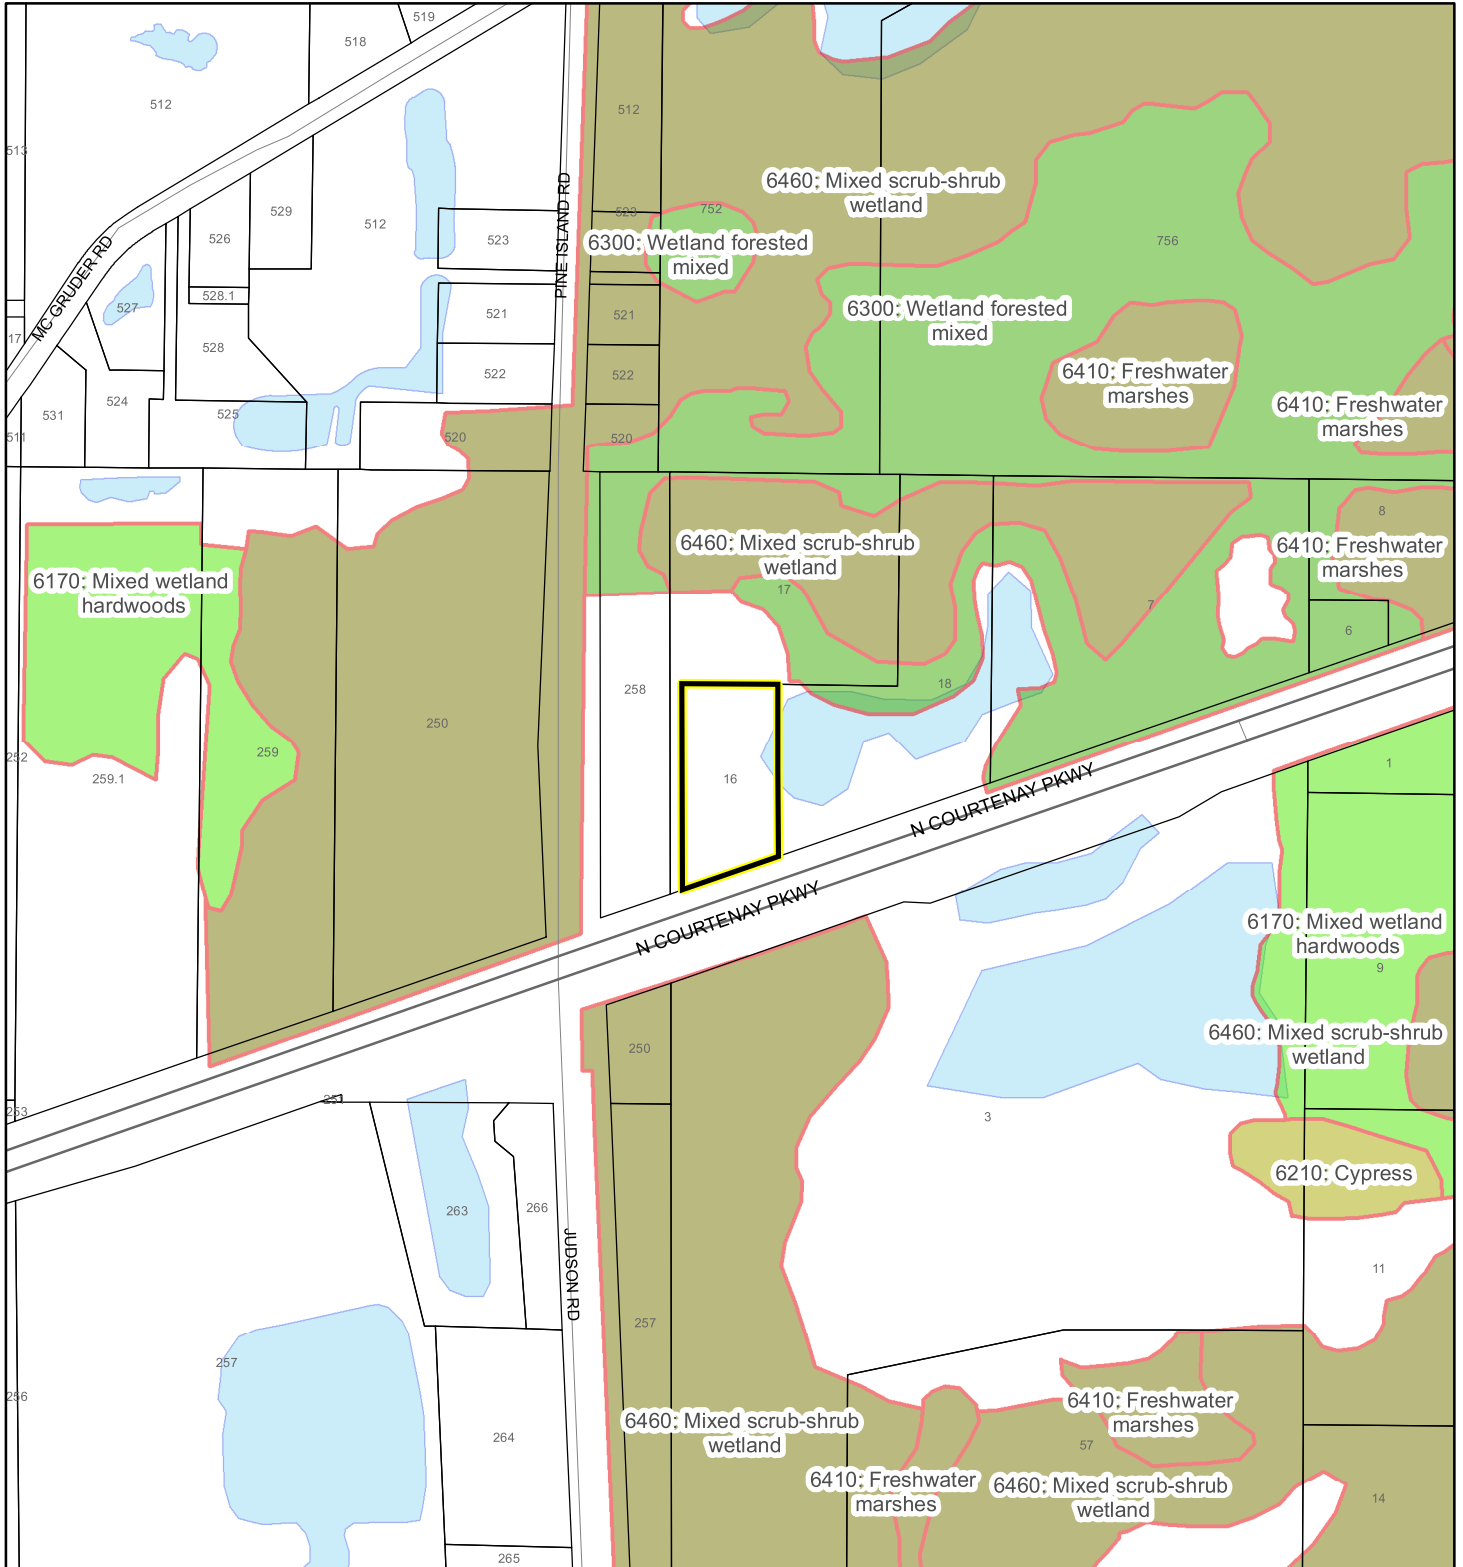 519
518
512
512
513
6460: Mixed scrub-shrub
wetland
529
752
523
526
512
523
756
6300: Wetland forested
mixed
PINE ISLAND RD
MC GRUDER RD
528.1
527
6300: Wetland forested
mixed
521
521
17
528
522
522
6410: Freshwater
marshes
524
6410: Freshwater
marshes
531
525
511
520
520
8
6460: Mixed scrub-shrub
wetland
6410: Freshwater
marshes
6170: Mixed wetland
hardwoods
17
7
6
258
18
250
259
252
259.1
16
1
N COURTENAY PKWY
N COURTENAY PKWY
6170: Mixed wetland
hardwoods
9
6460: Mixed scrub-shrub
wetland
250
251
253
3
6210: Cypress
263
266
JUDSON RD
11
257
257
256
6410: Freshwater
marshes
6460: Mixed scrub-shrub
wetland
264
57
6410: Freshwater
marshes
6460: Mixed scrub-shrub
wetland
14
265